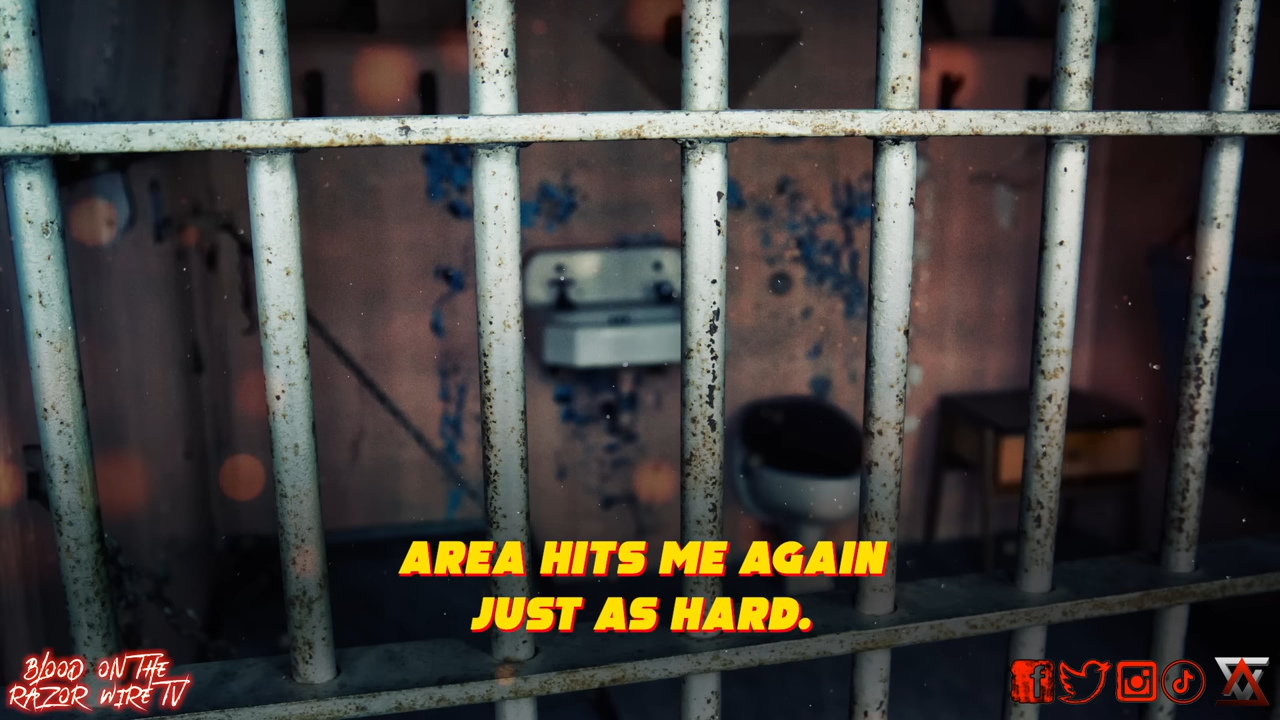 AREA HITS ME AGAIN
JUST AS HARD.
BLOOD ON THE
RAZOR WIRE TV